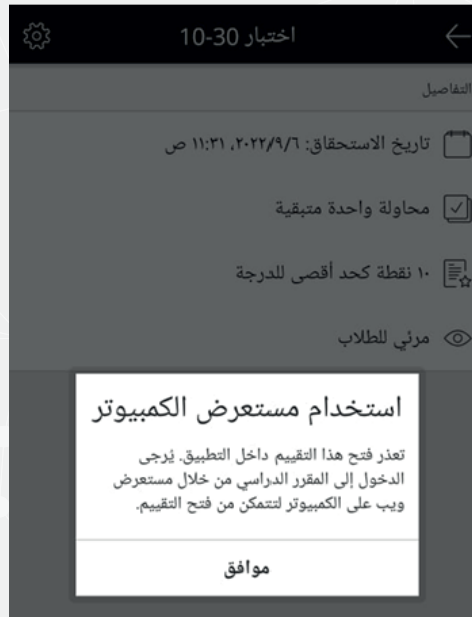 اختبار 30-10
التفاصيل
تاريخ الاستحقاق: ٢٠٢٢/٩/٦، ١١:٣١ ص
محاولة واحدة متبقية
١٠ نقطة كحد أقصى للدرجة
مرئي للطلاب
استخدام مستعرض الكمبيوتر
تعذر فتح هذا التقييم داخل التطبيق. يُرجى
الدخول إلى المقرر الدراسي من خلال مستعرض
ويب على الكمبيوتر لتتمكن من فتح التقييم.
موافق